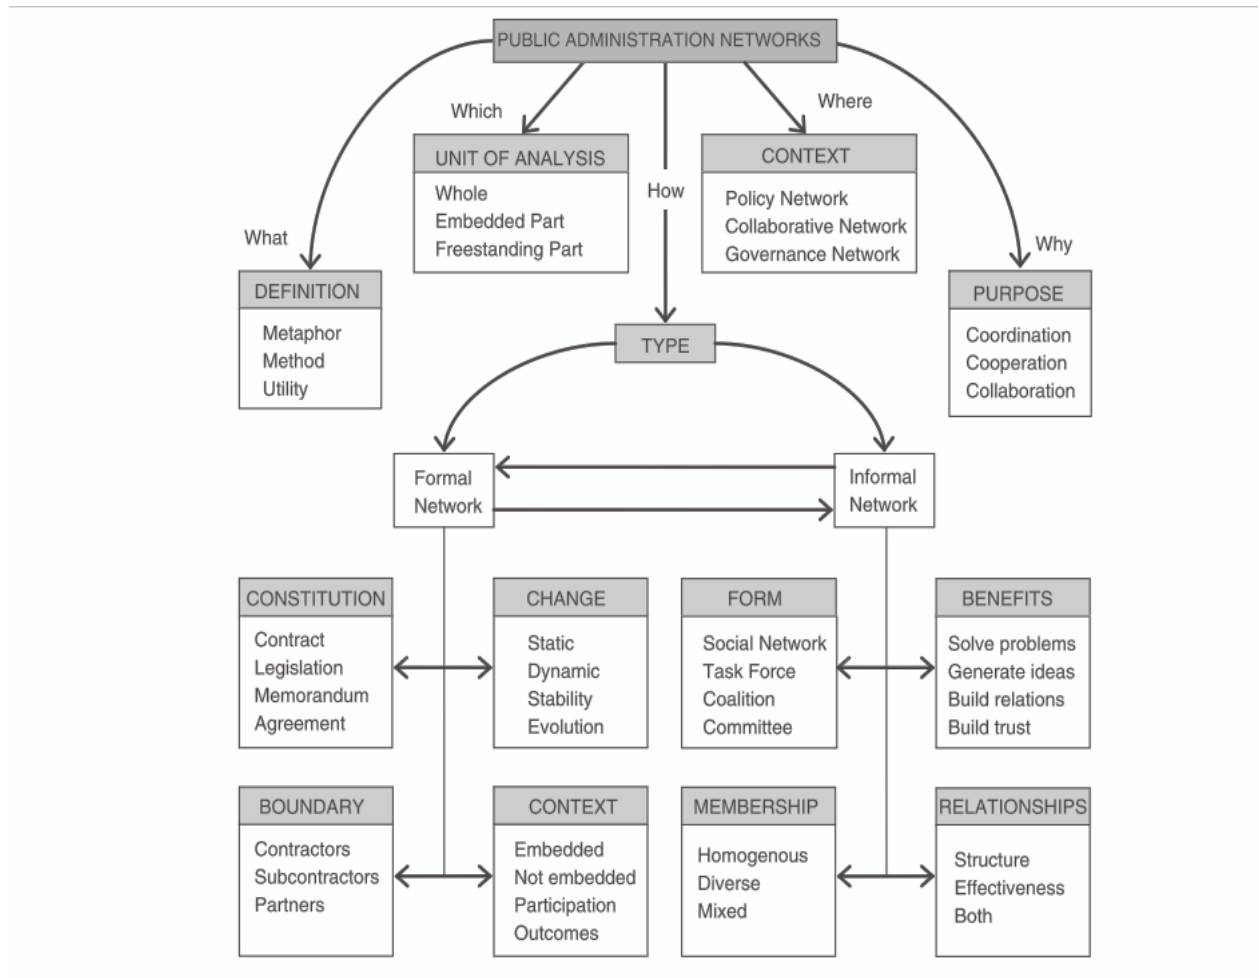 PUBLIC ADMINISTRATION NETWORKS
Which
Where
UNIT OF ANALYSIS
Whole
Embedded Part
Freestanding Part
How
CONTEXT
Policy Network
Collaborative Network
Governance Network
What
Why
DEFINITION
Metaphor
Method
Utility
PURPOSE
Coordination
Cooperation
Collaboration
TYPE
Formal
Network
Informal
Network
CONSTITUTION
Contract
Legislation
Memorandum
Agreement
CHANGE
Static
Dynamic
Stability
Evolution
FORM
Social Network
Task Force
Coalition
Committee
BENEFITS
Solve problems
Generate ideas
Build relations
Build trust
BOUNDARY
Contractors
Subcontractors
Partners
CONTEXT
Embedded
Not embedded
Participation
Outcomes
MEMBERSHIP
Homogenous
Diverse
Mixed
RELATIONSHIPS
Structure
Effectiveness
Both